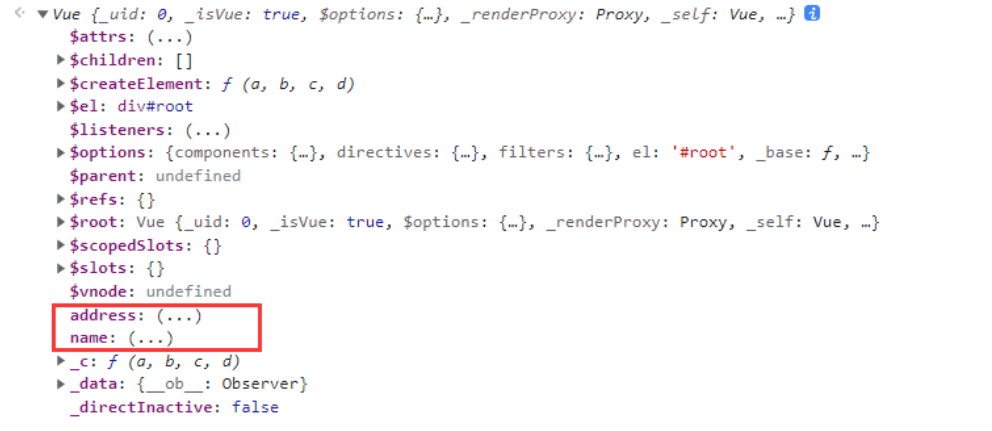 Vue {_uid: 0, _isVue: true, $options: {…}, _renderProxy: Proxy, _self: Vue, …} i
$attrs: (...)
$children: []
$createElement: ƒ (a, b, c, d)
$el: div#root
$listeners: (...)
$options: {components: {…}, directives: {…}, filters: {…}, el: '#root', _base: ƒ, …}
$parent: undefined
$refs: {}
$root: Vue {_uid: 0, _isVue: true, $options: {…}, _renderProxy: Proxy, _self: Vue, …}
$scopedSlots: {}
$slots: {}
$vnode: undefined
address: (...)
name: (...)
_c: ƒ (a, b, c, d)
_data: {__ob__: Observer}
_directInactive: false